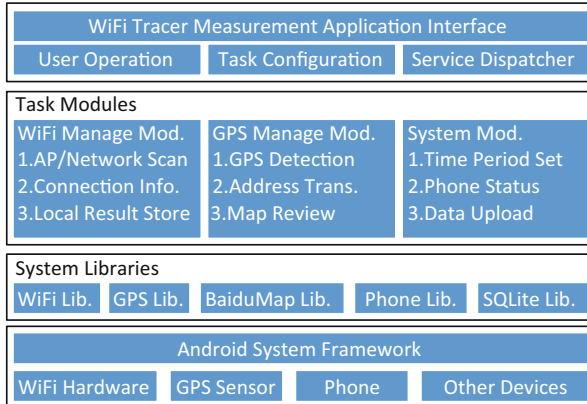 WiFi Tracer Measurement Application Interface
User Operation Task Configuration Service Dispatcher
Task Modules
WiFi Manage Mod.
1.AP/Network Scan
2.Connection Info.
3.Local Result Store
GPS Manage Mod.
1.GPS Detection
2.Address Trans.
3.Map Review
System Mod.
1.Time Period Set
2.Phone Status
3.Data Upload
System Libraries
WiFi Lib. GPS Lib. BaiduMap Lib. Phone Lib. SQLite Lib.
Android System Framework
WiFi Hardware GPS Sensor Phone Other Devices